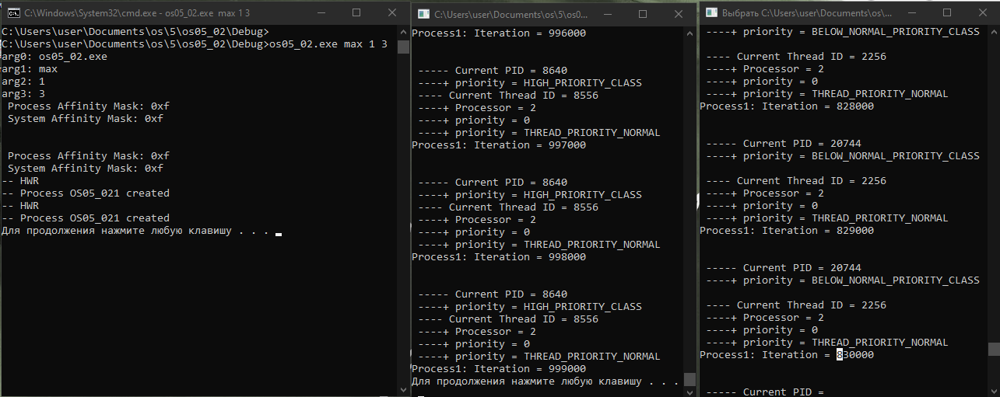 C:\Windows\System32\cmd.exe - os05_02.exe max 1 3
C:\Users\user\Documents\os\5\os05_02\Debug>
C:\Users\user\Documents\os\5\os05_02\Debug>os05_02.exe max 1 3
arg0: os05_02.exe
arg1: max
arg2: 1
arg3: 3
Process Affinity Mask: 0xf
System Affinity Mask: 0xf
Process Affinity Mask: 0xf
System Affinity Mask: 0xf
-- HWR
-- Process OS05_021 created
-- HWR
-- Process OS05_021 created
Для продолжения нажмите любую клавишу . . .
C:\Users\user\Documents\os\5\os0...
Process1: Iteration = 996000
----- Current PID = 8640
----+ priority = HIGH_PRIORITY_CLASS
---- Current Thread ID = 8556
----+ Processor = 2
----+ priority = 0
----+ priority = THREAD_PRIORITY_NORMAL
Process1: Iteration = 997000
----- Current PID = 8640
----+ priority = HIGH_PRIORITY_CLASS
---- Current Thread ID = 8556
----+ Processor = 2
----+ priority = 0
----+ priority = THREAD_PRIORITY_NORMAL
Process1: Iteration = 998000
----- Current PID = 8640
----+ priority = HIGH_PRIORITY_CLASS
---- Current Thread ID = 8556
----+ Processor = 2
----+ priority = 0
----+ priority = THREAD_PRIORITY_NORMAL
Process1: Iteration = 999000
Для продолжения нажмите любую клавишу . . .
Выбрать C:\Users\user\Documents\os\...
----+ priority = BELOW_NORMAL_PRIORITY_CLASS
---- Current Thread ID = 2256
----+ Processor = 2
----+ priority = 0
----+ priority = THREAD_PRIORITY_NORMAL
Process1: Iteration = 828000
----- Current PID = 20744
----+ priority = BELOW_NORMAL_PRIORITY_CLASS
---- Current Thread ID = 2256
----+ Processor = 2
----+ priority = 0
----+ priority = THREAD_PRIORITY_NORMAL
Process1: Iteration = 829000
----- Current PID = 20744
----+ priority = BELOW_NORMAL_PRIORITY_CLASS
---- Current Thread ID = 2256
----+ Processor = 2
----+ priority = 0
----+ priority = THREAD_PRIORITY_NORMAL
Process1: Iteration = 830000
----- Current PID =